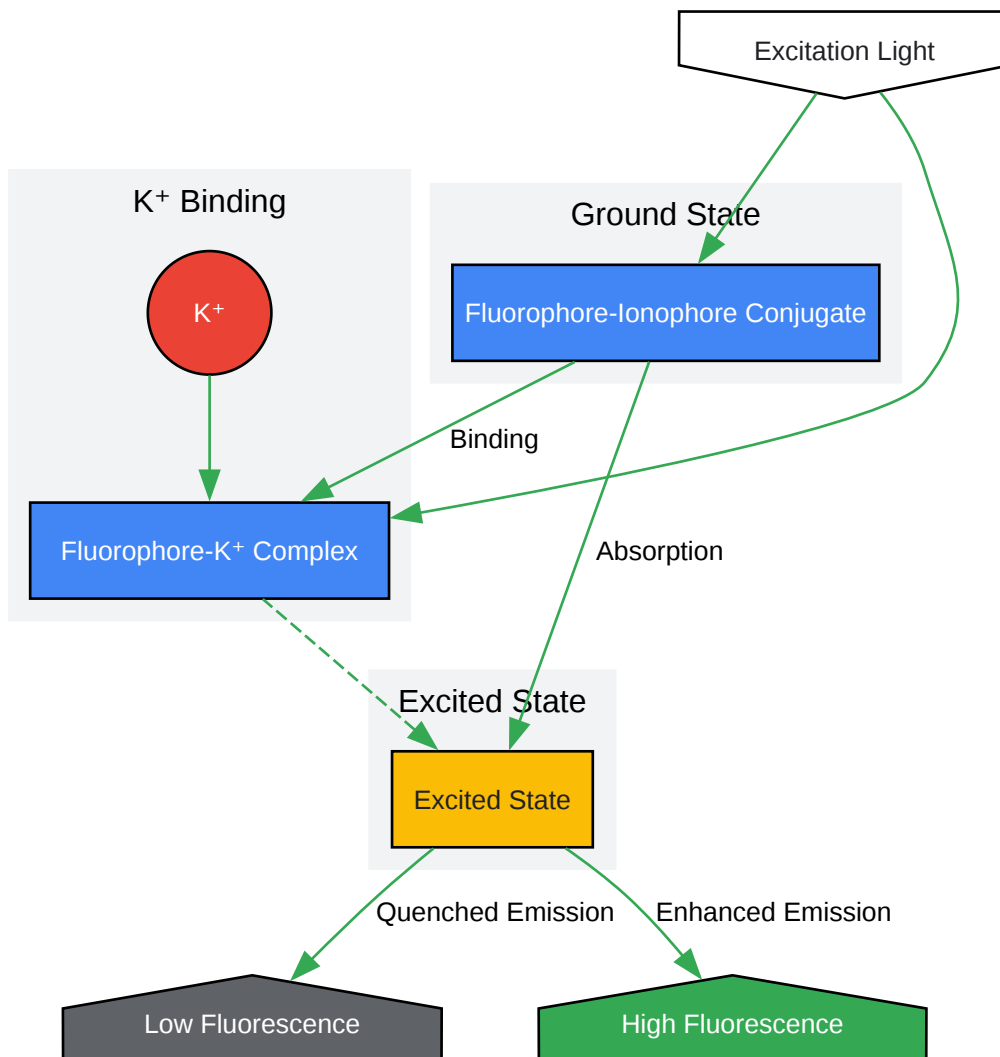 Excitation Light
K⁺ Binding
Ground State
K⁺
Fluorophore-Ionophore Conjugate
Binding
Fluorophore-K⁺ Complex
Absorption
Excited State
Excited State
Quenched Emission
Enhanced Emission
Low Fluorescence
High Fluorescence